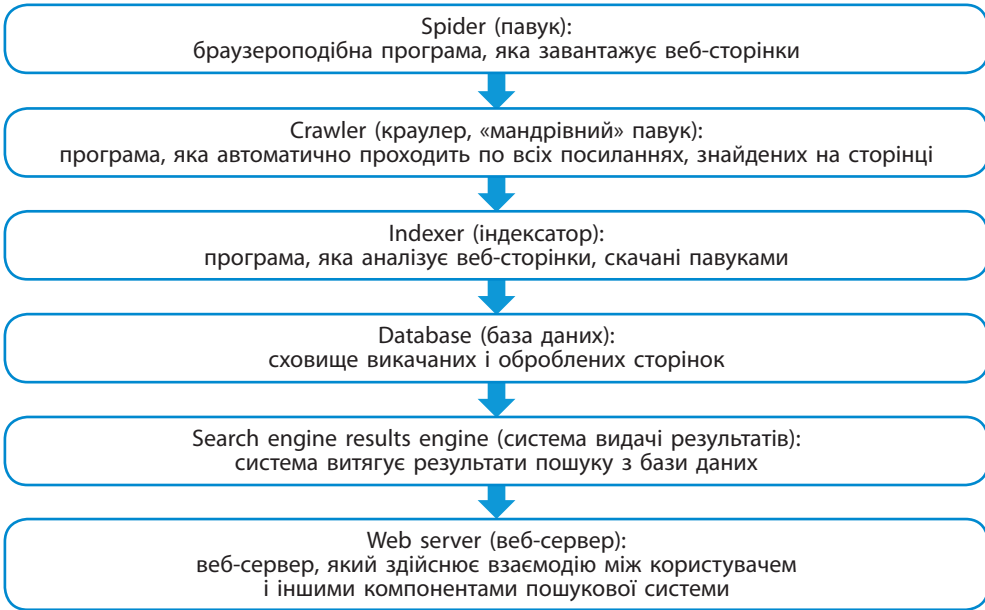 Spider (павук):
браузероподібна програма, яка завантажує веб-сторінки
Crawler (краулер, «мандрівний» павук):
програма, яка автоматично проходить по всіх посиланнях, знайдених на сторінці
Indexer (індексатор):
програма, яка аналізує веб-сторінки, скачані павуками
Database (база даних):
сховище викачаних і оброблених сторінок
Search engine results engine (система видачі результатів):
система витягує результати пошуку з бази даних
Web server (веб-сервер):
веб-сервер, який здійснює взаємодію між користувачем
і іншими компонентами пошукової системи